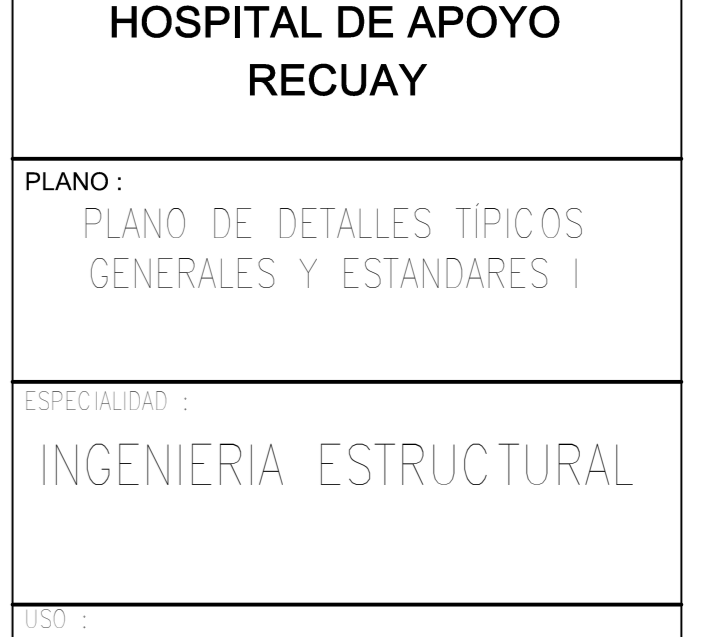 HOSPITAL DE APOYO
RECUAY
PLANO :
PLANO DE DETALLES TÍPICOS
GENERALES Y ESTANDARES I
ESPECIALIDAD :
INGENIERIA ESTRUCTURAL
USO :